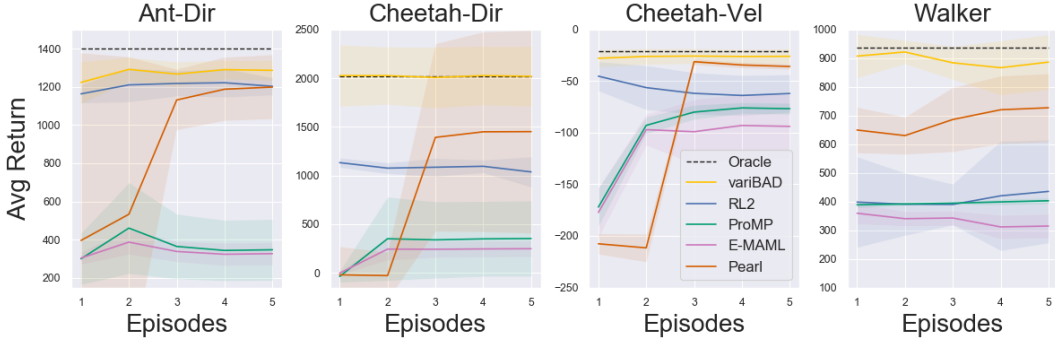 Ant-Dir
Cheetah-Dir
Cheetah-Vel
Walker
Avg Return
1400
1200
1000
800
600
400
200
1 2 3 4 5
Episodes
2500
2000
1500
1000
500
0
1 2 3 4 5
Episodes
0
−50
−100
−150
−200
−250
1 2 3 4 5
Episodes
Oracle
variBAD
RL2
ProMP
E-MAML
Pearl
1000
900
800
700
600
500
400
300
200
100
1 2 3 4 5
Episodes